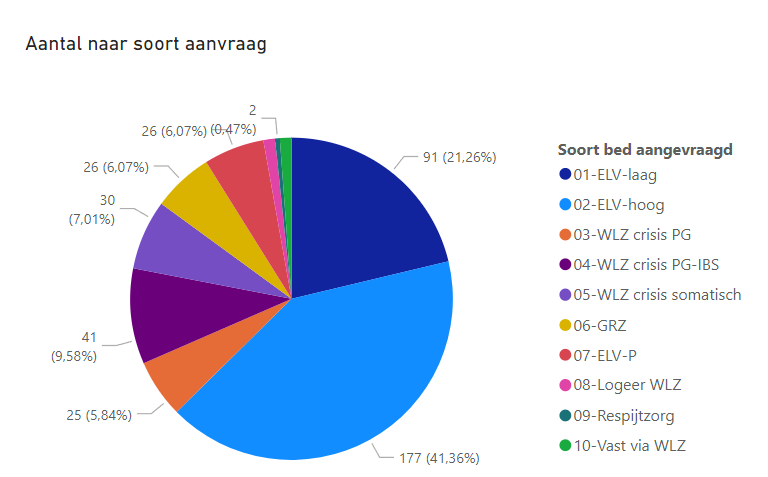 Aantal naar soort aanvraag
2
(0,47%)
26 (6,07%)
26 (6,07%)
30
(7,01%)
41
(9,58%)
25 (5,84%)
91 (21,26%)
177 (41,36%)
Soort bed aangevraagd
01-ELV-laag
02-ELV-hoog
03-WLZ crisis PG
04-WLZ crisis PG-IBS
05-WLZ crisis somatisch
06-GRZ
07-ELV-P
08-Logeer WLZ
09-Respijtzorg
10-Vast via WLZ